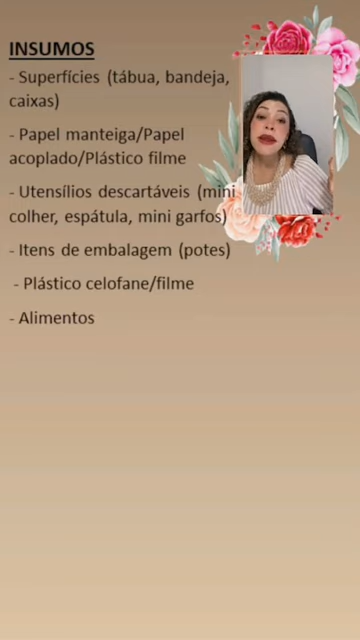 INSUMOS
- Superfícies (tábua, bandeja,
caixas)
- Papel manteiga/Papel
acoplado/Plástico filme
- Utensílios descartáveis (mini
colher, espátula, mini garfos)
- Itens de embalagem (potes)
- Plástico celofane/filme
- Alimentos